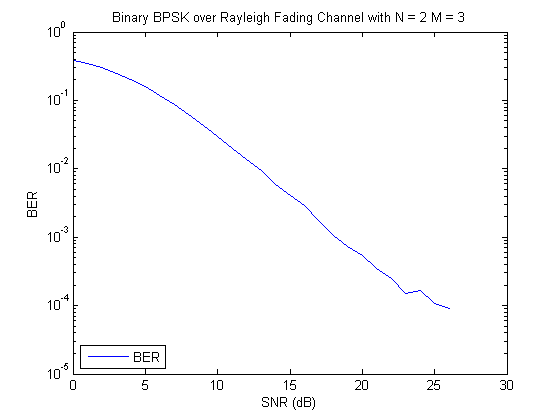 Binary BPSK over Rayleigh Fading Channel with N = 2 M = 3
10^0
10^-1
10^-2
10^-3
10^-4
10^-5
BER
BER
0 5 10 15 20 25 30
SNR (dB)